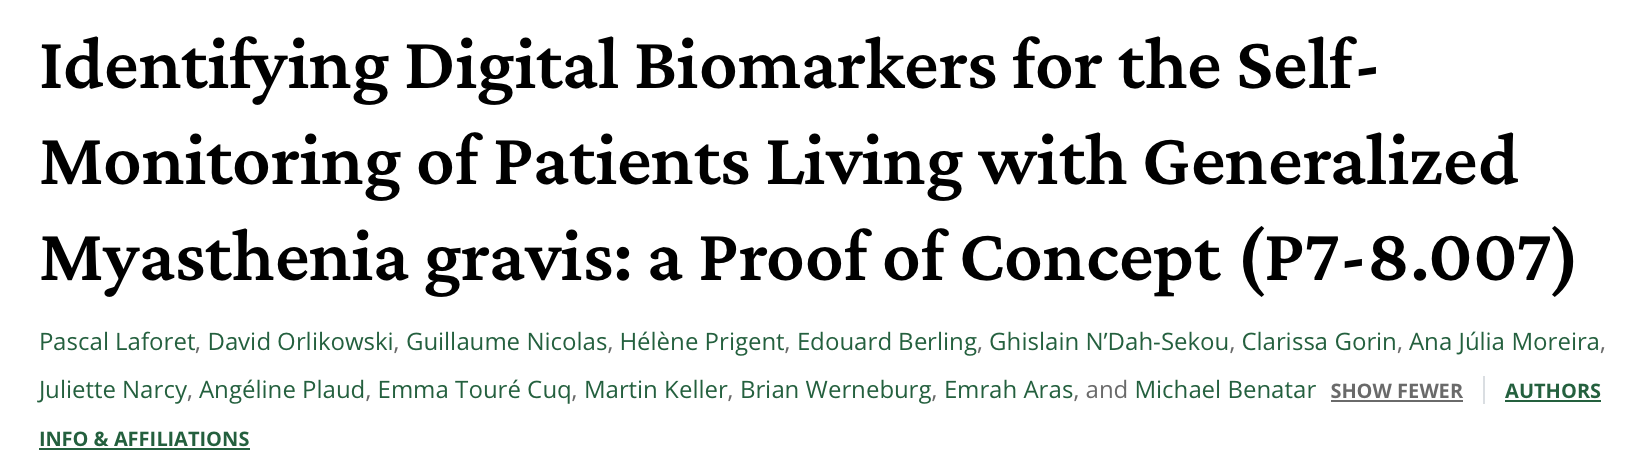 Identifying Digital Biomarkers for the Self-
Monitoring of Patients Living with Generalized
Myasthenia gravis: a Proof of Concept (P7-8.007)
Pascal Laforet, David Orlikowski, Guillaume Nicolas, Hélène Prigent, Edouard Berling, Ghislain N’Dah-Sekou, Clarissa Gorin, Ana Júlia Moreira,
Juliette Narcy, Angéline Plaud, Emma Touré Cuq, Martin Keller, Brian Werneburg, Emrah Aras, and Michael Benatar SHOW FEWER AUTHORS
INFO & AFFILIATIONS